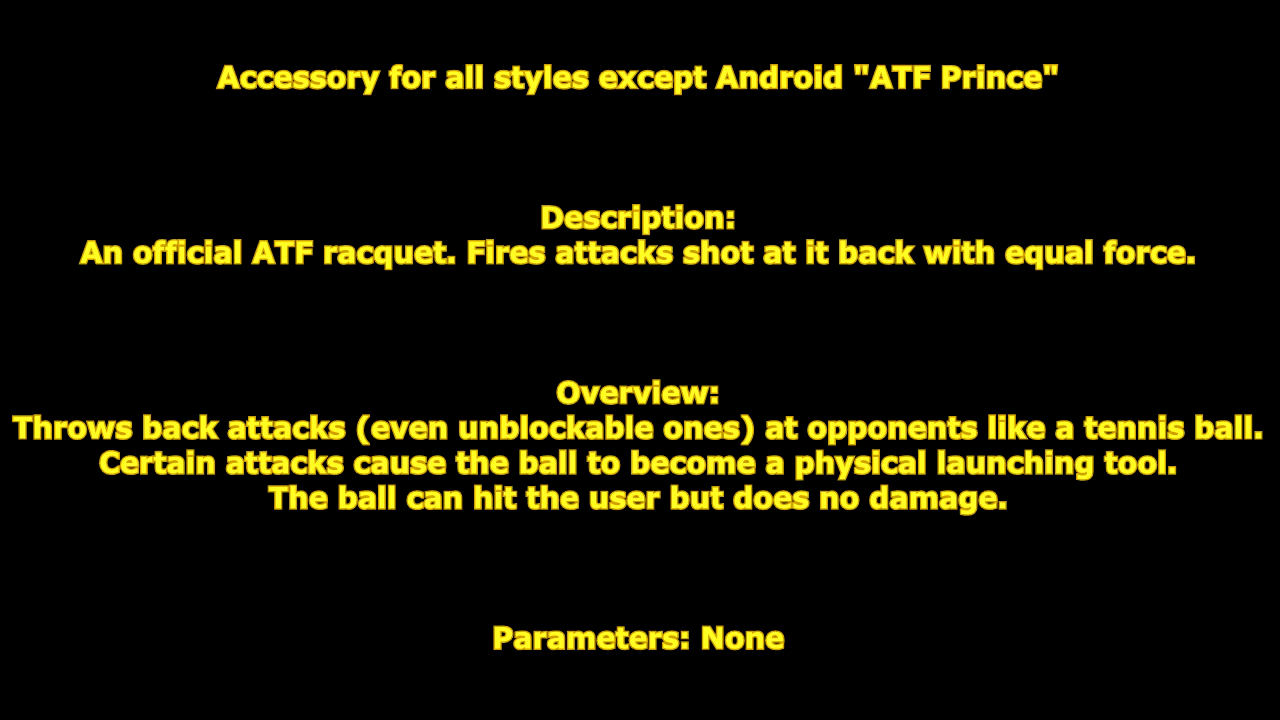 Accessory for all styles except Android "ATF Prince"
Description:
An official ATF racquet. Fires attacks shot at it back with equal force.
Overview:
Throws back attacks (even unblockable ones) at opponents like a tennis ball.
Certain attacks cause the ball to become a physical launching tool.
The ball can hit the user but does no damage.
Parameters: None